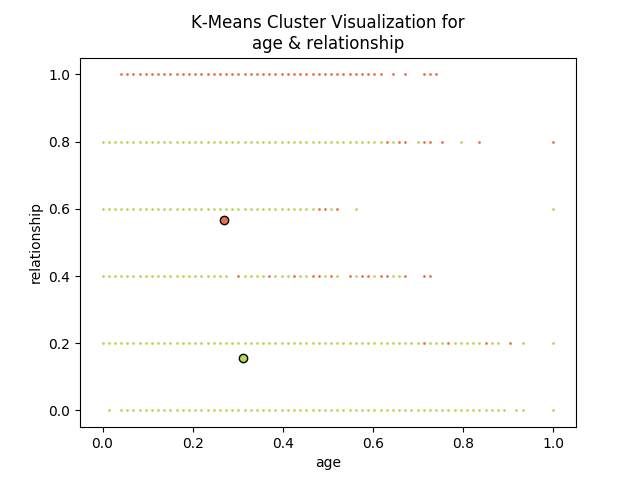 K-Means Cluster Visualization for
age & relationship
1.0
0.8
0.6
0.4
0.2
0.0
relationship
0.0 0.2 0.4 0.6 0.8 1.0
age